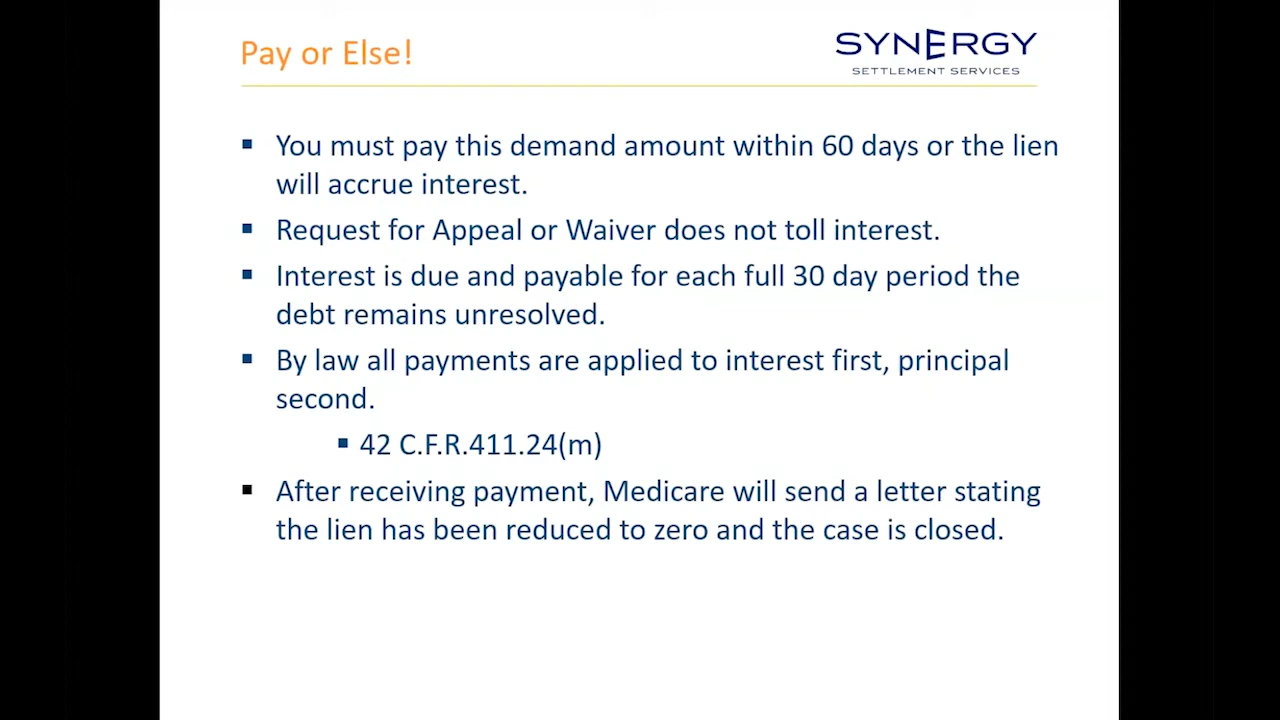 Pay or Else!
SYNERGY
SETTLEMENT SERVICES
▪ You must pay this demand amount within 60 days or the lien
will accrue interest.
▪ Request for Appeal or Waiver does not toll interest.
▪ Interest is due and payable for each full 30 day period the
debt remains unresolved.
▪ By law all payments are applied to interest first, principal
second.
▪ 42 C.F.R.411.24(m)
▪ After receiving payment, Medicare will send a letter stating
the lien has been reduced to zero and the case is closed.